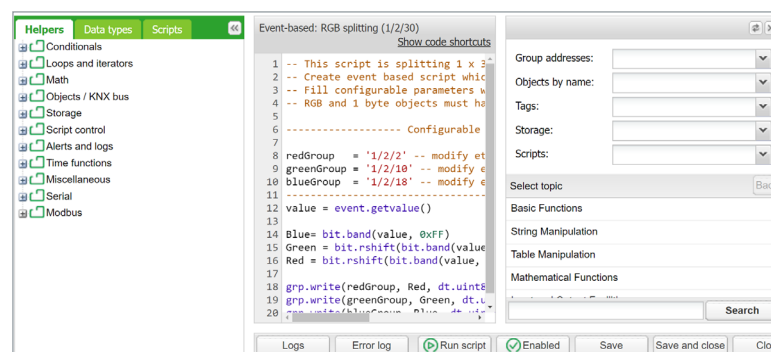 Helpers
Data types
Scripts
Conditionals
Loops and iterators
Math
Objects / KNX bus
Storage
Script control
Alerts and logs
Time functions
Miscellaneous
Serial
Modbus
Event-based: RGB splitting (1/2/30)
Show code shortcuts
1 -- This script is splitting 1 x 3
2 -- Create event based script whic
3 -- Fill configurable parameters w
4 -- RGB and 1 byte objects must ha
5
6 ------------------ Configurable
7
8 redGroup   = '1/2/2' -- modify et
9 greenGroup = '1/2/10' -- modify e
10 blueGroup  = '1/2/18' -- modify e
11 ---------------------------------
12 value = event.getvalue()
13
14 Blue= bit.band(value, 0xFF)
15 Green = bit.rshift(bit.band(value
16 Red = bit.rshift(bit.band(value,
17
18 grp.write(redGroup, Red, dt.uint8
19 grp.write(greenGroup, Green, dt.u
20
Group addresses:
Objects by name:
Tags:
Storage:
Scripts:
Select topic
Bac
Basic Functions
String Manipulation
Table Manipulation
Mathematical Functions
Search
Logs
Error log
Run script
Enabled
Save
Save and close
Clo